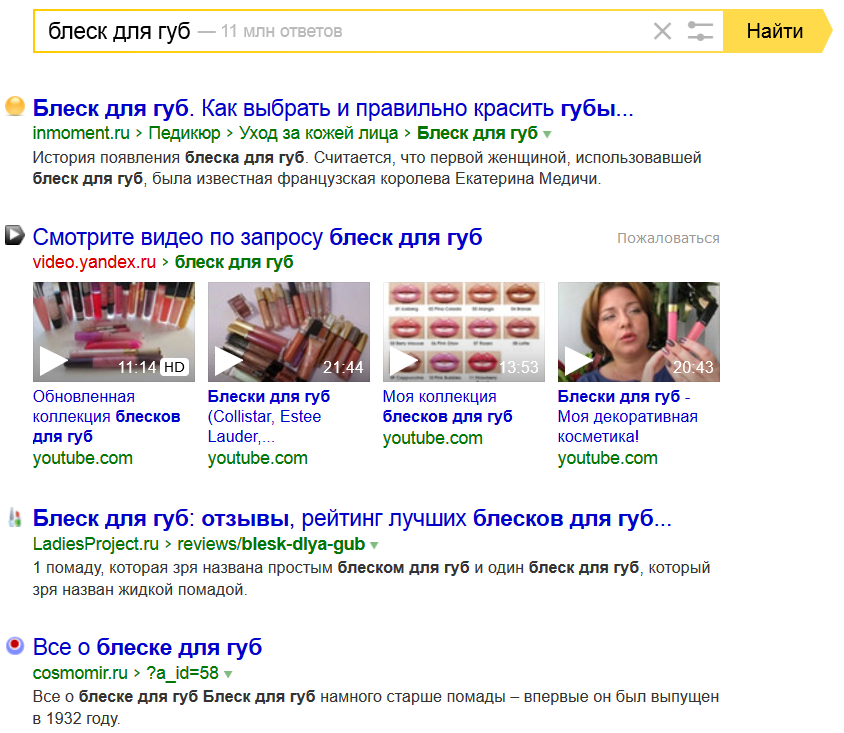 блеск для губ — 11 млн ответов
Найти
Блеск для губ. Как выбрать и правильно красить губы...
inmoment.ru › Педикюр › Уход за кожей лица › Блеск для губ
История появления блеска для губ. Считается, что первой женщиной, использовавшей
блеск для губ, была известная французская королева Екатерина Медичи.
Смотрите видео по запросу блеск для губ
Пожаловаться
video.yandex.ru › блеск для губ
11:14 HD
21:44
13:53
20:43
Обновленная
коллекция блесков
для губ
youtube.com
Блески для губ
(Collistar, Estee
Lauder,...
youtube.com
Моя коллекция
блесков для губ
youtube.com
Блески для губ -
Моя декоративная
косметика!
youtube.com
Блеск для губ: отзывы, рейтинг лучших блесков для губ...
LadiesProject.ru › reviews/blesk-dlya-gub
1 помаду, которая зря названа простым блеском для губ и один блеск для губ, который
зря назван жидкой помадой.
Все о блеске для губ
cosmomir.ru › ?a_id=58
Все о блеске для губ Блеск для губ намного старше помады – впервые он был выпущен
в 1932 году.